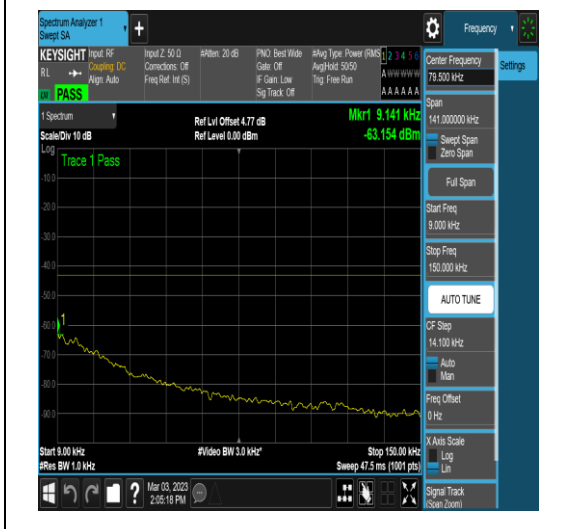 Spectrum Analyzer 1
Swept SA
+
Frequency
KEYSIGHT Input: RF
R L Coupling: DC
Align: Auto
PASS
Input Z: 50 Ω
Corrections: Off
Freq Ref: Int (S)
#Atten: 20 dB
PNO: Best Wide
Gate: Off
IF Gain: Low
Sig Track: Off
#Avg Type: Power (RMS
Avg|Hold: 50/50
Trig: Free Run
1 2 3 4 5 6
A W W W W W
A A A A A A
1 Spectrum
Scale/Div 10 dB
Ref Lvl Offset 4.77 dB
Ref Level 0.00 dBm
Mkr1 9.141 kHz
-63.154 dBm
Log
Trace 1 Pass
-10.0
-20.0
-30.0
-40.0
-50.0
-60.0
-70.0
-80.0
-90.0
1
Start 9.00 kHz
#Res BW 1.0 kHz
#Video BW 3.0 kHz*
Stop 150.00 kHz
Sweep 47.5 ms (1001 pts)
Mar 03, 2023
2:05:18 PM
?
Center Frequency
79.500 kHz
Settings
Span
141.000000 kHz
Swept Span
Zero Span
Full Span
Start Freq
9.000 kHz
Stop Freq
150.000 kHz
AUTO TUNE
CF Step
14.100 kHz
Auto
Man
Freq Offset
0 Hz
X Axis Scale
Log
Lin
Signal Track
(Span Zoom)